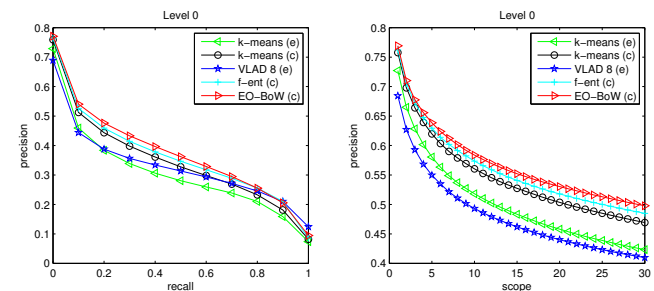 Level 0
0.8
0.7
0.6
0.5
0.4
0.3
0.2
0.1
0
precision
k−means (e)
k−means (c)
VLAD 8 (e)
f−ent (c)
EO−BoW (c)
0 0.2 0.4 0.6 0.8 1
recall
Level 0
0.8
0.75
0.7
0.65
0.6
0.55
0.5
0.45
0.4
precision
k−means (e)
k−means (c)
VLAD 8 (e)
f−ent (c)
EO−BoW (c)
0 5 10 15 20 25 30
scope